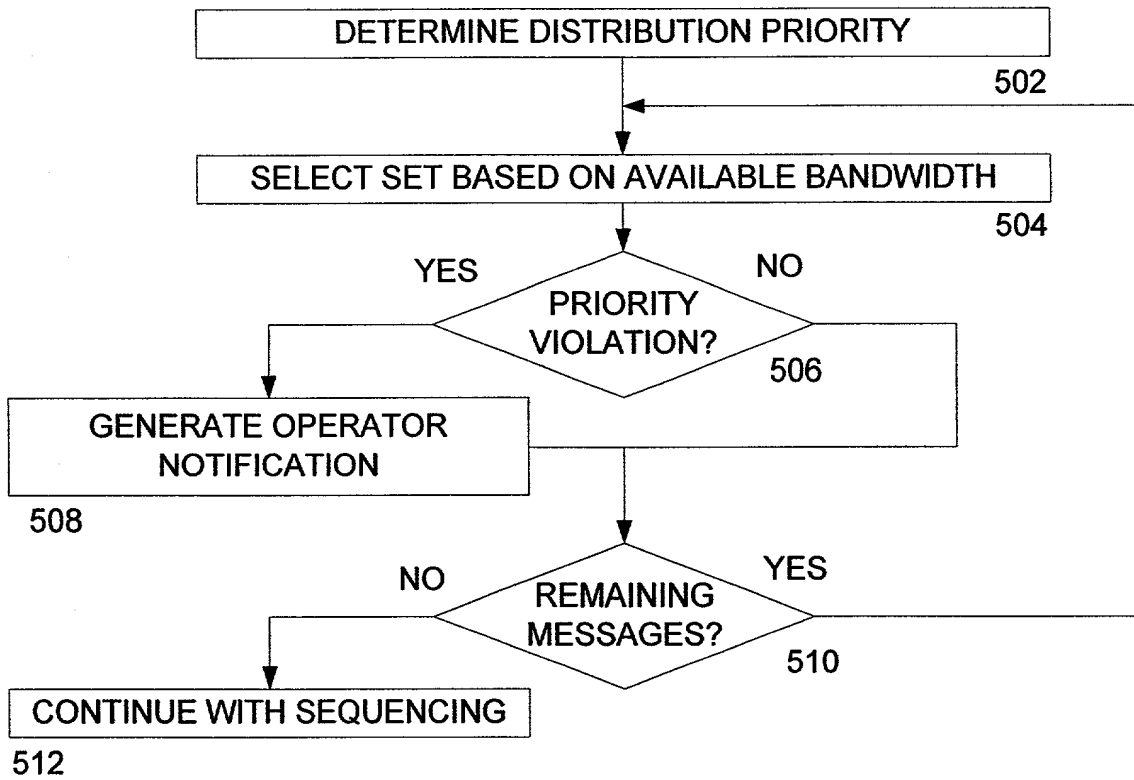 DETERMINE DISTRIBUTION PRIORITY
502
SELECT SET BASED ON AVAILABLE BANDWIDTH
504
YES
NO
PRIORITY
VIOLATION?
506
GENERATE OPERATOR
NOTIFICATION
508
NO
YES
REMAINING
MESSAGES?
510
CONTINUE WITH SEQUENCING
512